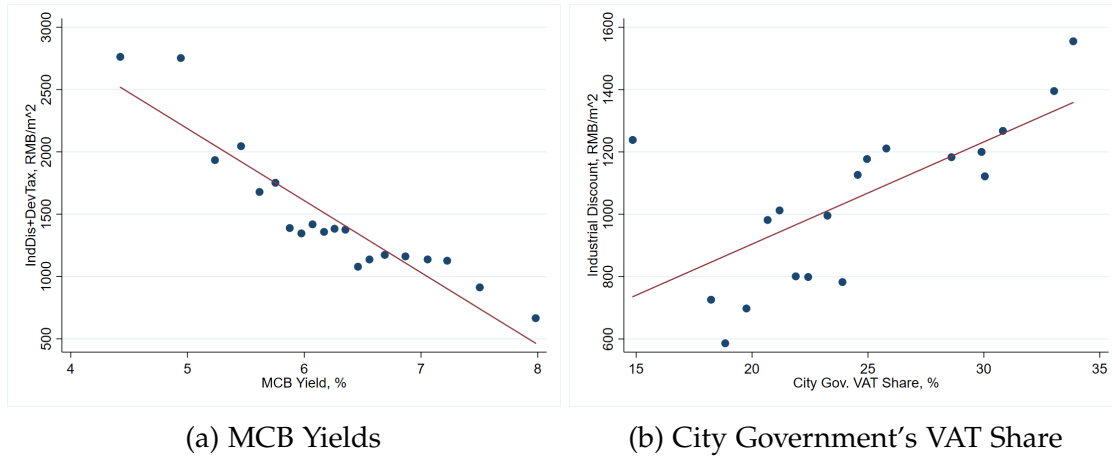 3000
2500
2000
1500
1000
500
IndDis+DevTax, RMB/m^2
4 5 6 7 8
MCB Yield, %
(a) MCB Yields
1600
1400
1200
1000
800
600
Industrial Discount, RMB/m^2
15 20 25 30 35
City Gov. VAT Share, %
(b) City Government's VAT Share